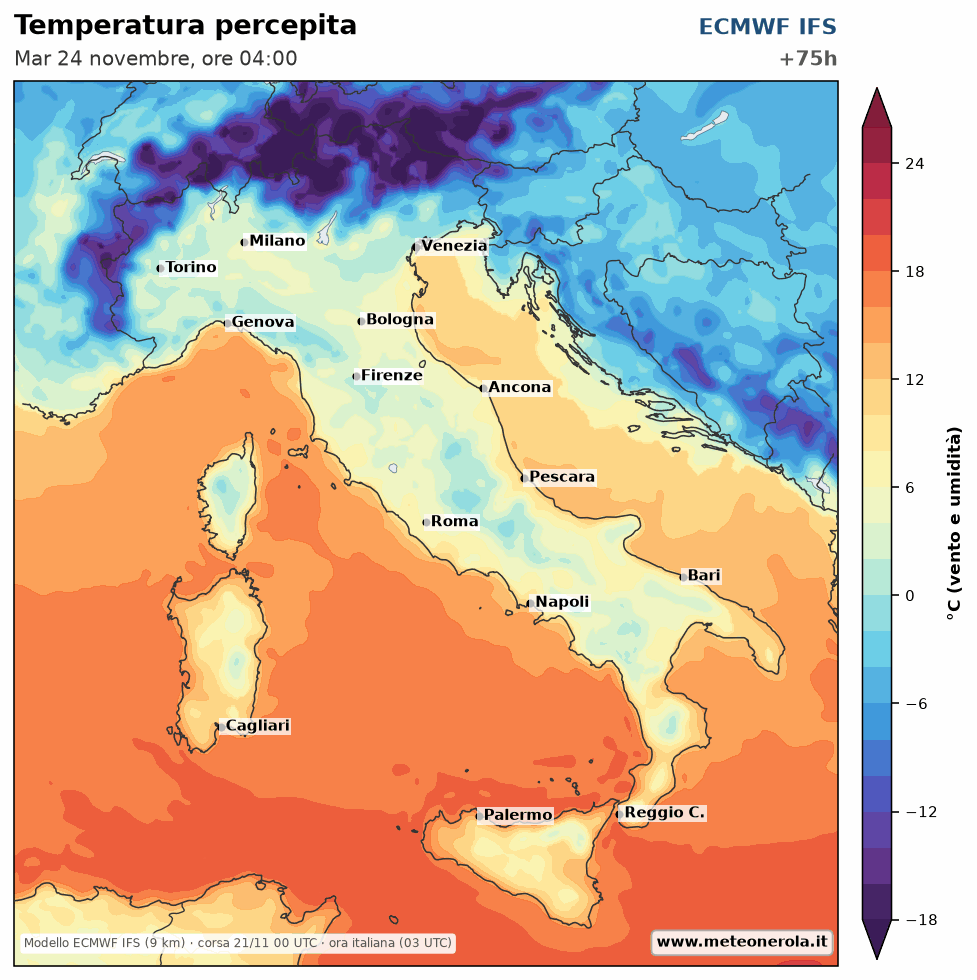 Temperatura percepita
ECMWF IFS
Mar 24 novembre, ore 04:00
+75h
Milano
Venezia
Torino
Genova
Bologna
Firenze
Ancona
Pescara
Roma
Bari
Napoli
Cagliari
Palermo
Reggio C.
24
18
12
6
0
−6
−12
−18
°C (vento e umidità)
Modello ECMWF IFS (9 km) · corsa 21/11 00 UTC · ora italiana (03 UTC)
www.meteonerola.it